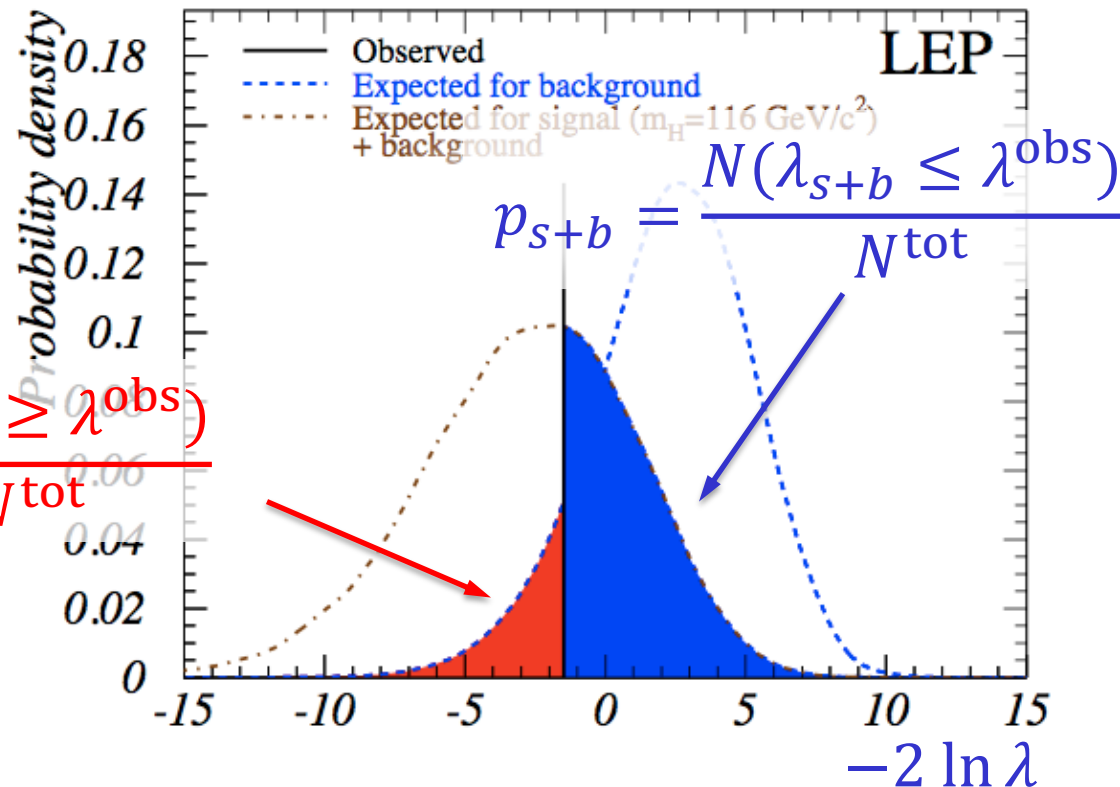 Probability density
LEP
Observed
Expected for background
Expected for signal (m_H=116 GeV/c²)
+ background
p_{s+b} = N(λ_{s+b} ≤ λ^obs) / N^tot
≥ λ^obs)
tot
0.18
0.16
0.14
0.12
0.1
0.08
0.06
0.04
0.02
0
-15 -10 -5 0 5 10 15
−2 ln λ